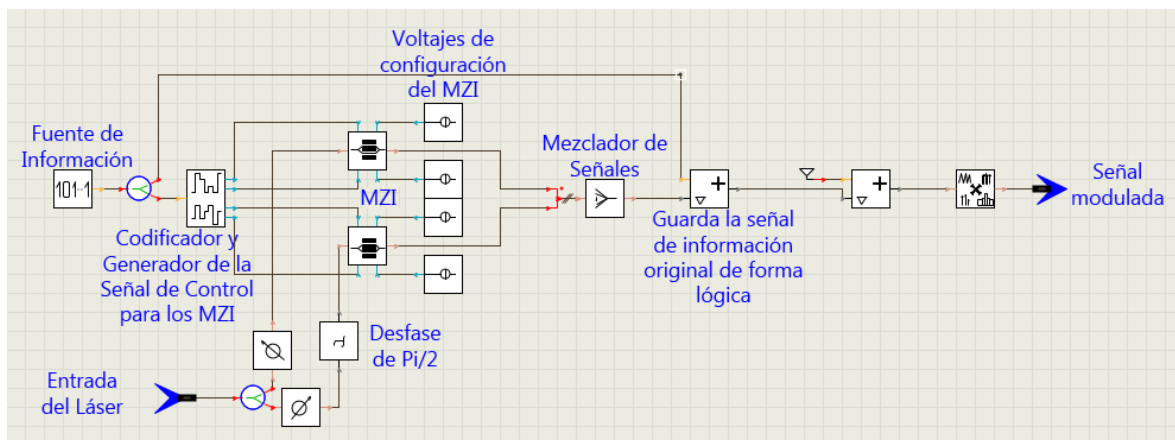 Voltajes de
configuración
del MZI
Fuente de
Información
101··1
Mezclador de
Señales
MZI
Señal
modulada
Codificador y
Generador de la
Señal de Control
para los MZI
Guarda la señal
de información
original de forma
lógica
Desfase
de Pi/2
Entrada
del Láser